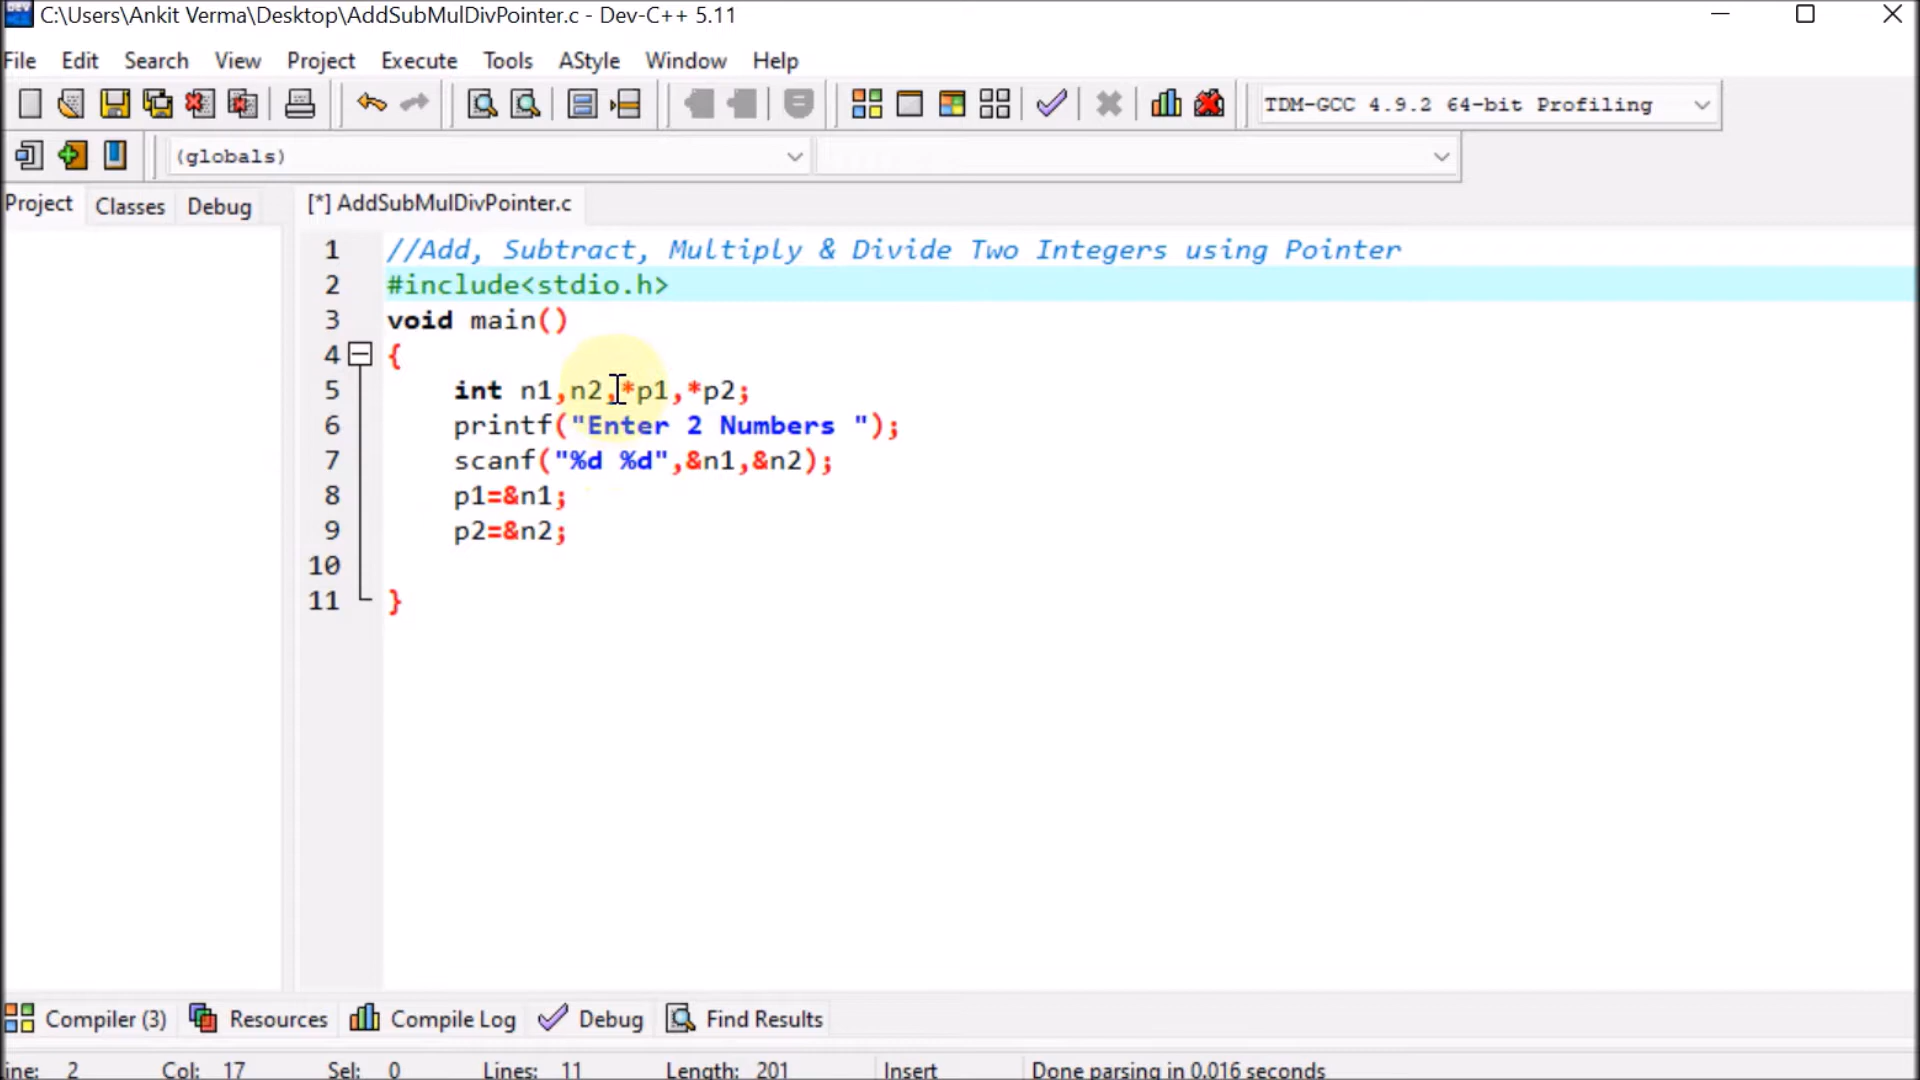 C:\Users\Ankit Verma\Desktop\AddSubMulDivPointer.c - Dev-C++ 5.11
File Edit Search View Project Execute Tools AStyle Window Help
TDM-GCC 4.9.2 64-bit Profiling
(globals)
Project Classes Debug [*] AddSubMulDivPointer.c
1 //Add, Subtract, Multiply & Divide Two Integers using Pointer
2 #include<stdio.h>
3 void main()
4 {
5 int n1,n2,*p1,*p2;
6 printf("Enter 2 Numbers ");
7 scanf("%d %d",&n1,&n2);
8 p1=&n1;
9 p2=&n2;
10
11 }
Compiler (3) Resources Compile Log Debug Find Results
ine: 2 Col: 17 Sel: 0 Lines: 11 Length: 201 Insert Done parsing in 0.016 seconds